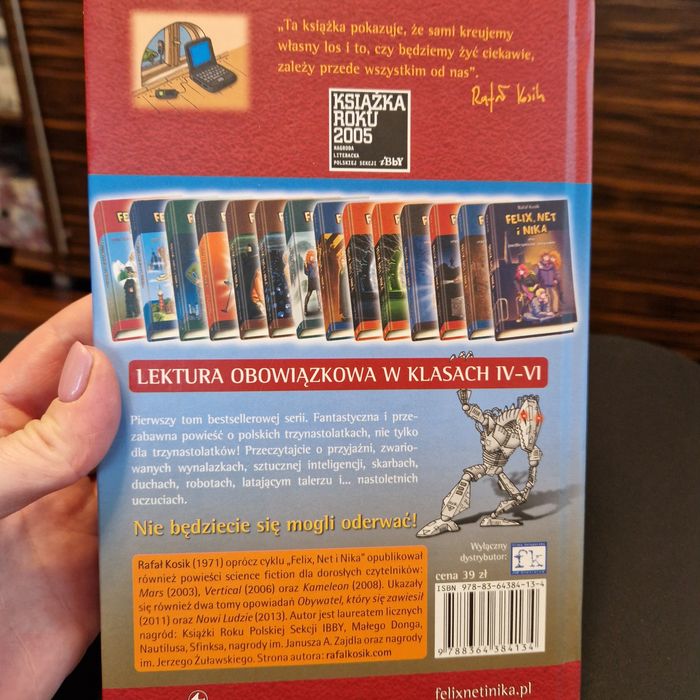 „Ta książka pokazuje, że sami kreujemy
własny los i to, czy będziemy żyć ciekawie,
zależy przede wszystkim od nas”.
Rafał Kosik
KSIĄŻKA
ROKU
2005
NAGRODA
LITERACKA
POLSKIEJ SEKCJI IBBY
Rafał Kosik
FELIX, NET
i NIKA
LEKTURA OBOWIĄZKOWA W KLASACH IV–VI
Pierwszy tom bestsellerowej serii. Fantastyczna i prze-
zabawna powieść o polskich trzynastolatkach, nie tylko
dla trzynastolatków! Przeczytajcie o przyjaźni, zwario-
wanych wynalazkach, sztucznej inteligencji, skarbach,
duchach, robotach, latającym talerzu i... nastoletnich
uczuciach.
Nie będziecie się mogli oderwać!
Rafał Kosik (1971) oprócz cyklu „Felix, Net i Nika” opublikował
również powieści science fiction dla dorosłych czytelników:
Mars (2003), Vertical (2006) oraz Kameleon (2008). Ukazały
się również dwa tomy opowiadań Obywatel, który się zawiesił
(2011) oraz Nowi Ludzie (2013). Autor jest laureatem licznych
nagród: Książki Roku Polskiej Sekcji IBBY, Małego Donga,
Nautilusa, Sfinksa, nagrody im. Janusza A. Zajdla oraz nagrody
im. Jerzego Żuławskiego. Strona autora: rafalkosik.com
Wyłączny
dystrybutor:
fk
cena 39 zł
ISBN 978-83-64384-13-4
9 788364 384134
felixnetinika.pl